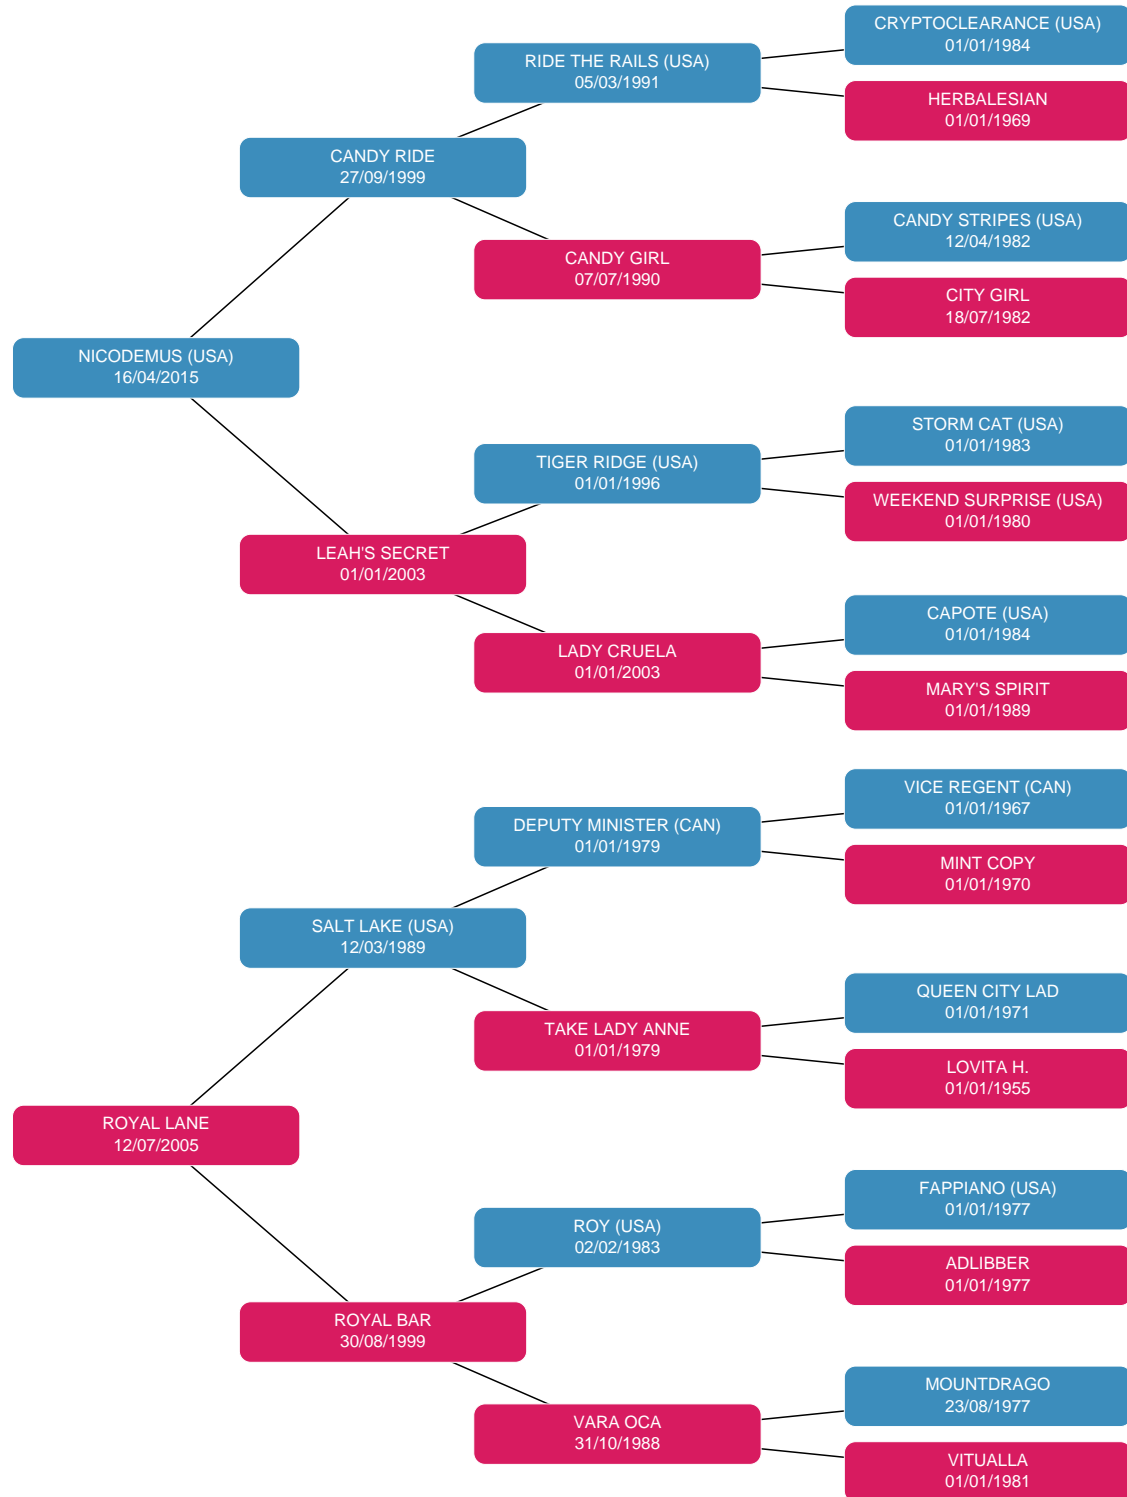 CRYPTOCLEARANCE (USA)
01/01/1984
RIDE THE RAILS (USA)
05/03/1991
HERBALESIAN
01/01/1969
CANDY RIDE
27/09/1999
CANDY STRIPES (USA)
12/04/1982
CANDY GIRL
07/07/1990
CITY GIRL
18/07/1982
NICODEMUS (USA)
16/04/2015
STORM CAT (USA)
01/01/1983
TIGER RIDGE (USA)
01/01/1996
WEEKEND SURPRISE (USA)
01/01/1980
LEAH'S SECRET
01/01/2003
CAPOTE (USA)
01/01/1984
LADY CRUELA
01/01/2003
MARY'S SPIRIT
01/01/1989
VICE REGENT (CAN)
01/01/1967
DEPUTY MINISTER (CAN)
01/01/1979
MINT COPY
01/01/1970
SALT LAKE (USA)
12/03/1989
QUEEN CITY LAD
01/01/1971
TAKE LADY ANNE
01/01/1979
LOVITA H.
01/01/1955
ROYAL LANE
12/07/2005
FAPPIANO (USA)
01/01/1977
ROY (USA)
02/02/1983
ADLIBBER
01/01/1977
ROYAL BAR
30/08/1999
MOUNTDRAGO
23/08/1977
VARA OCA
31/10/1988
VITUALLA
01/01/1981